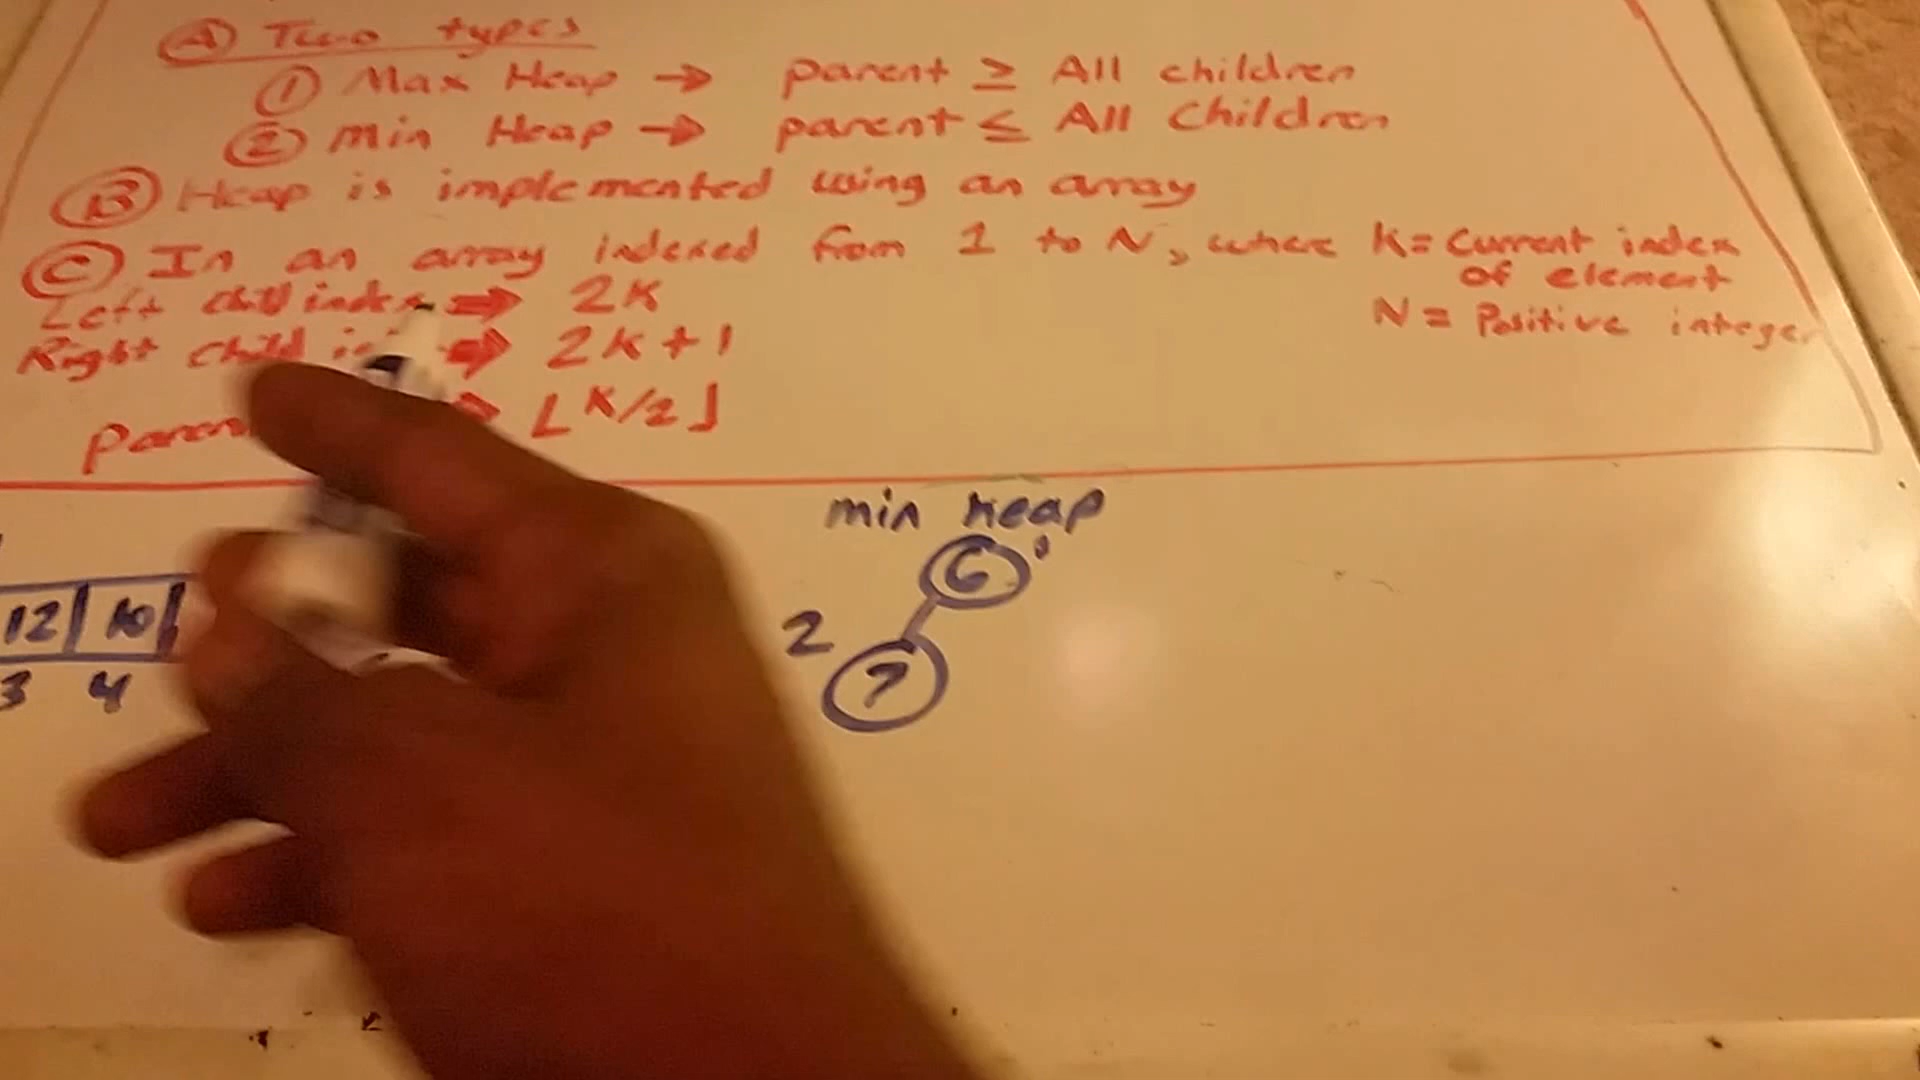 A Two types
1 Max Heap → parent ≥ All children
2 min Heap → parent ≤ All Children
B Heap is implemented using an array
C In an array indexed from 1 to N, where K = Current index of element
Left child index ⇒ 2K
N = Positive integer
Right child ⇒ 2K+1
⌊K/2⌋
min Heap
6
12 10 2
7
3 4